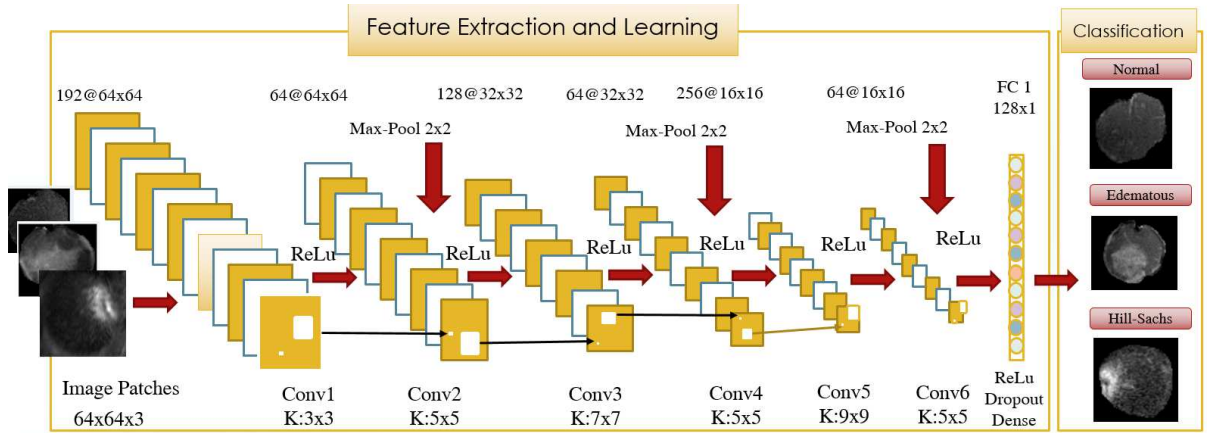 Feature Extraction and Learning
Classification
192@64x64
64@64x64
128@32x32
64@32x32
256@16x16
64@16x16
FC 1
128x1
Max-Pool 2x2
Max-Pool 2x2
Max-Pool 2x2
ReLu
ReLu
ReLu
ReLu
ReLu
ReLu
Normal
Edematous
Hill-Sachs
Image Patches
64x64x3
Conv1
K:3x3
Conv2
K:5x5
Conv3
K:7x7
Conv4
K:5x5
Conv5
K:9x9
Conv6
K:5x5
ReLu
Dropout
Dense